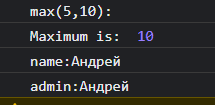 max(5,10):
Maximum is: 10
name:Андрей
admin:Андрей